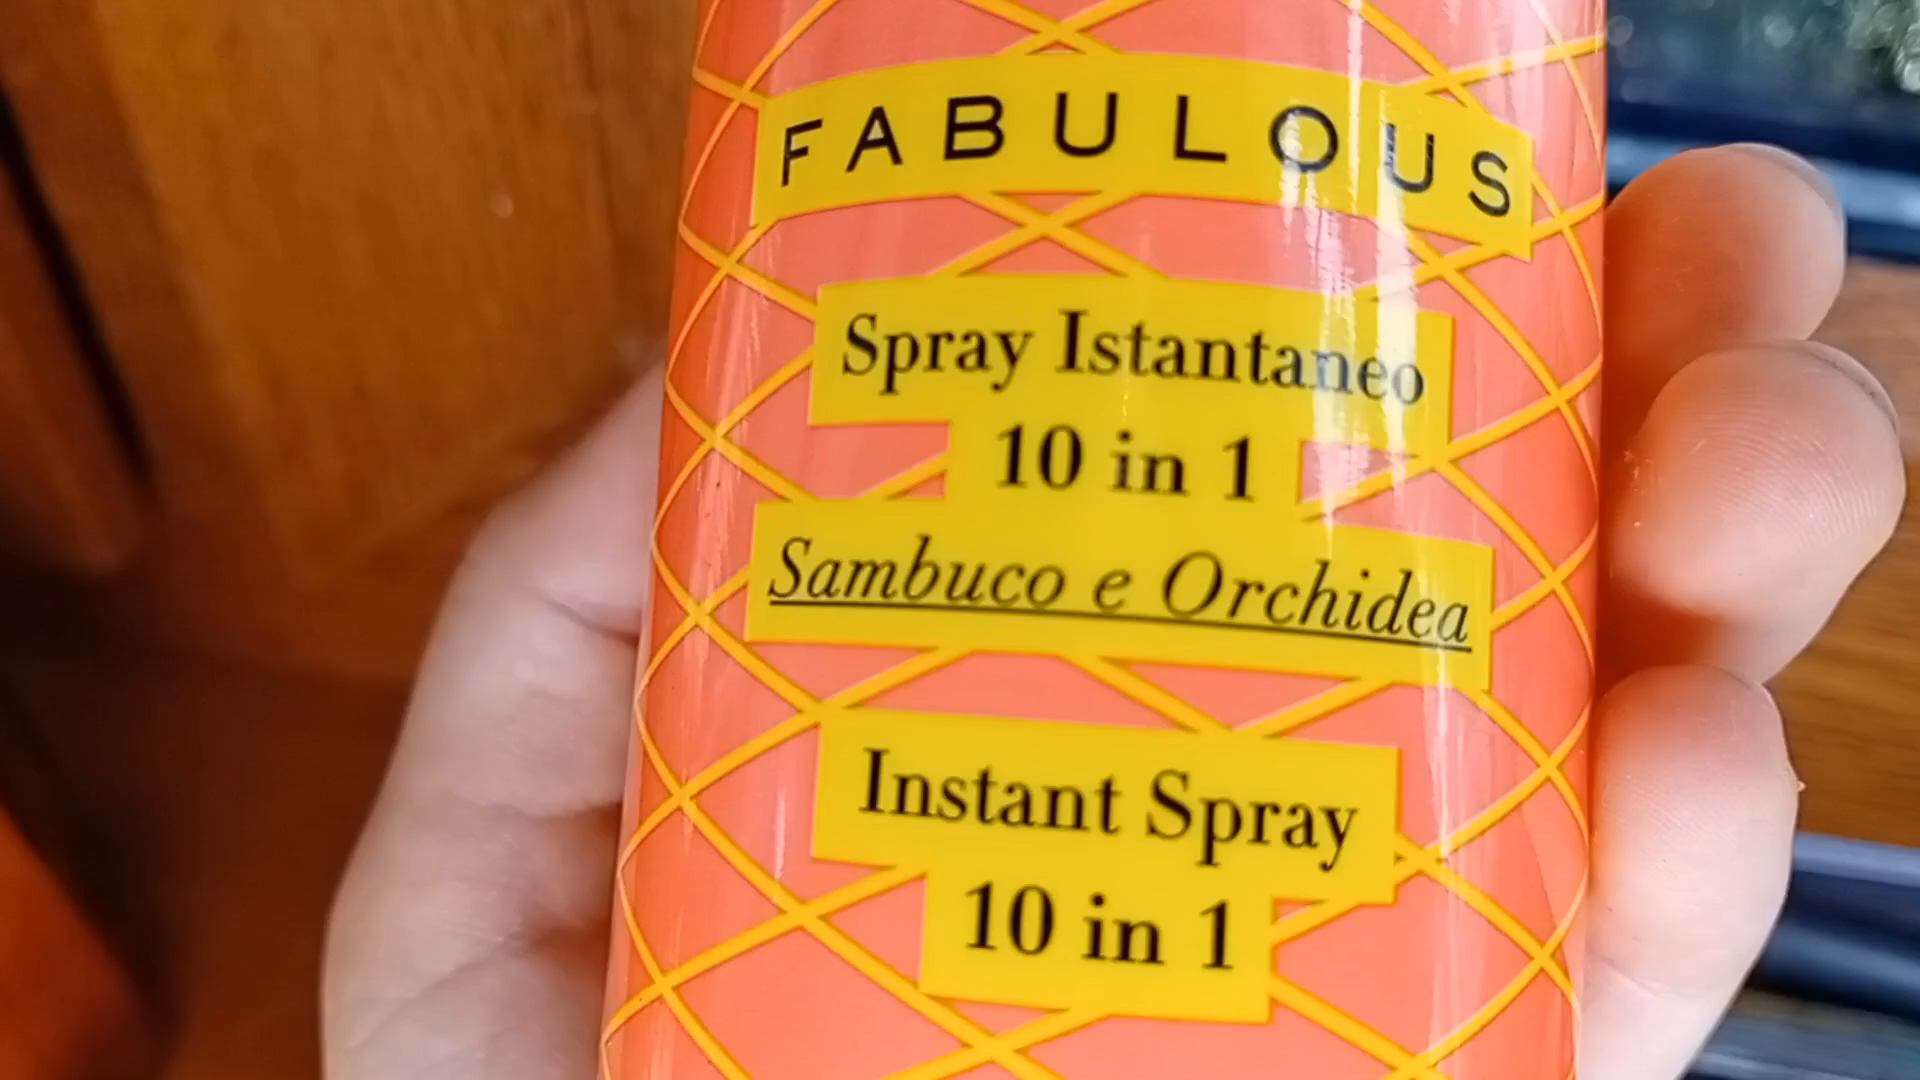 FABULOUS
Spray Istantaneo
10 in 1
Sambuco e Orchidea
Instant Spray
10 in 1